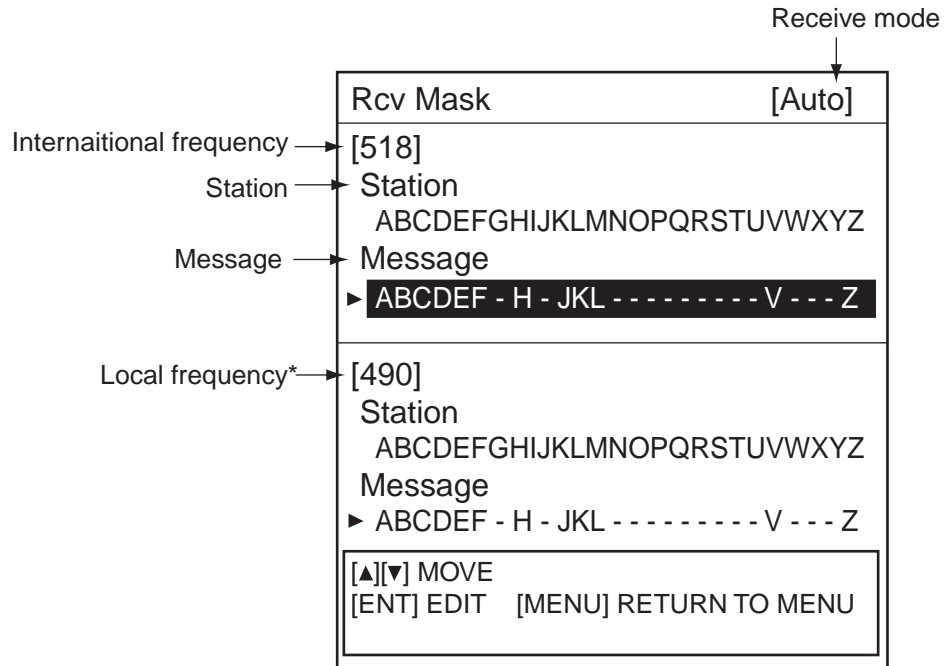 Receive mode
Rcv Mask [Auto]
Internaitional frequency [518]
Station Station
ABCDEFGHIJKLMNOPQRSTUVWXYZ
Message Message
► ABCDEF - H - JKL - - - - - - - - - V - - - Z
Local frequency* [490]
Station
ABCDEFGHIJKLMNOPQRSTUVWXYZ
Message
► ABCDEF - H - JKL - - - - - - - - - V - - - Z
[▲][▼] MOVE
[ENT] EDIT [MENU] RETURN TO MENU